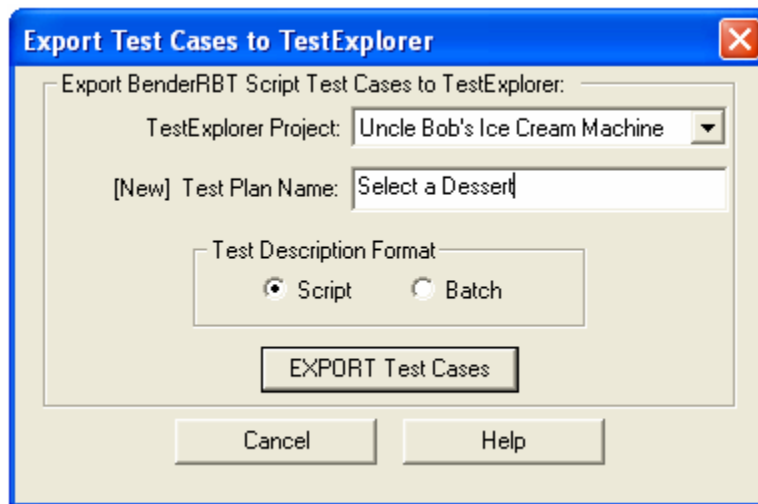 Export Test Cases to TestExplorer
Export BenderRBT Script Test Cases to TestExplorer:
TestExplorer Project: Uncle Bob's Ice Cream Machine
[New] Test Plan Name: Select a Dessert
Test Description Format
Script Batch
EXPORT Test Cases
Cancel Help